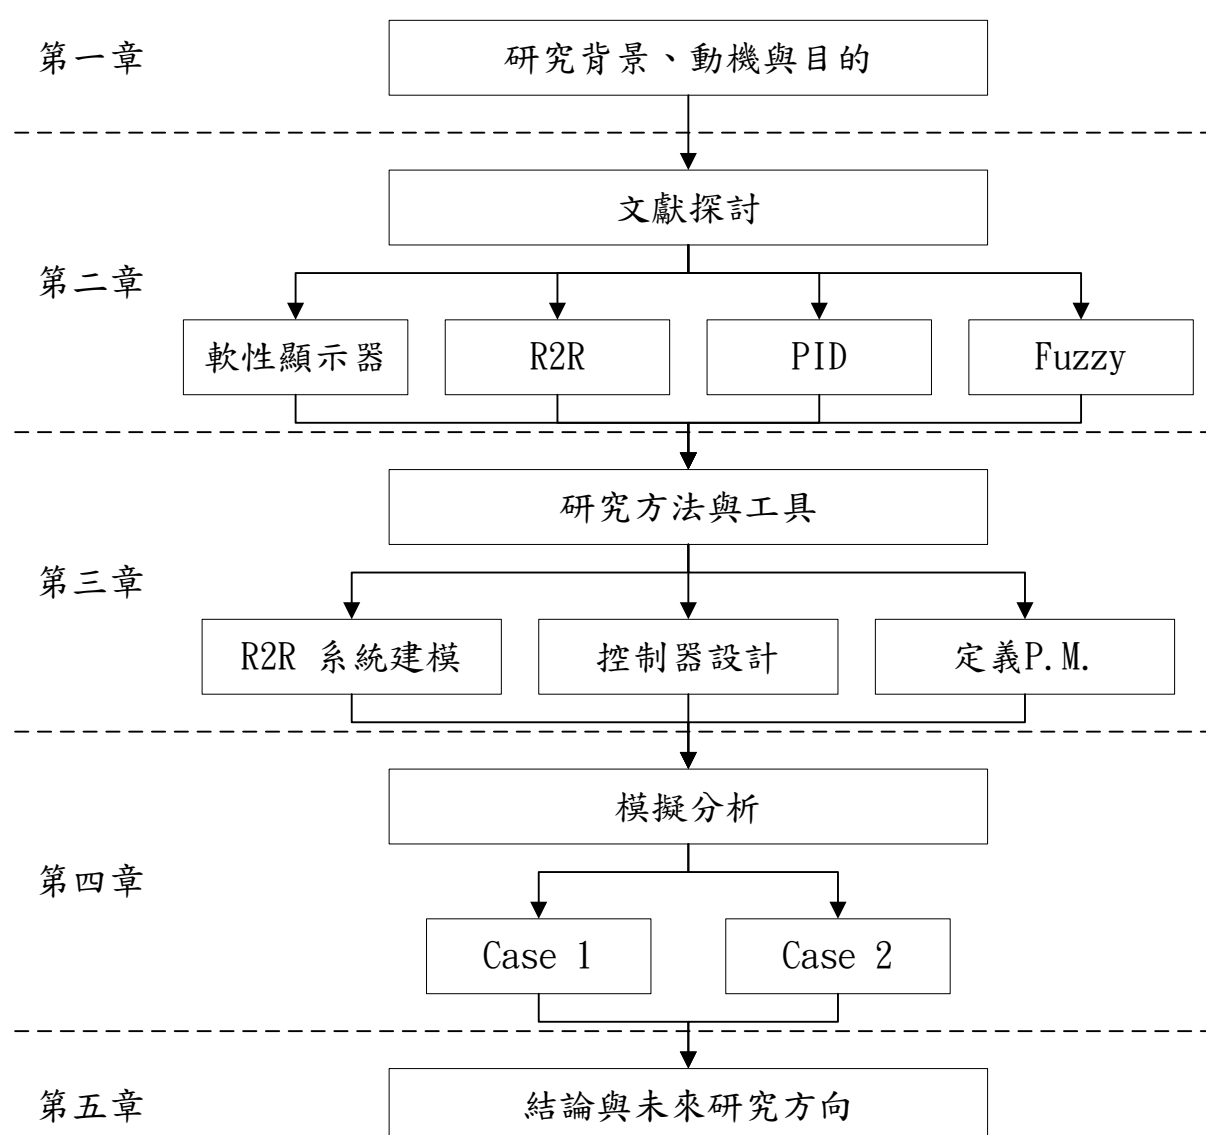 第一章
研究背景、動機與目的
文獻探討
第二章
軟性顯示器
R2R
PID
Fuzzy
研究方法與工具
第三章
R2R 系統建模
控制器設計
定義P.M.
模擬分析
第四章
Case 1
Case 2
第五章
結論與未來研究方向